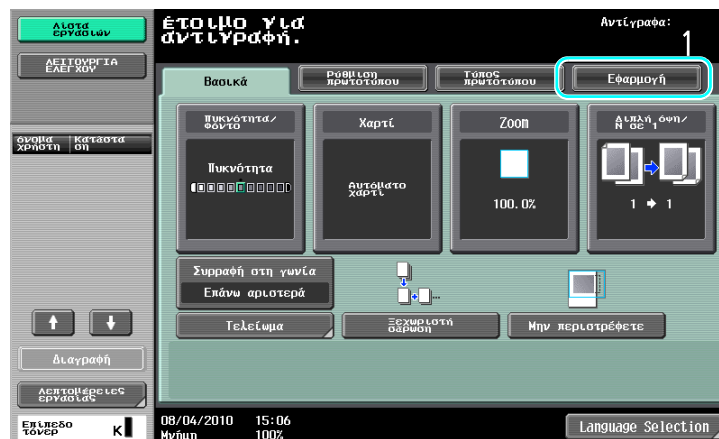 Λίστα
εργασιών
έτοιμο για
αντιγραφή.
Αντίγραφα:
1
ΛΕΙΤΟΥΡΓΙΑ
ΕΛΕΓΧΟΥ
Βασικά
Ρύθμιση
πρωτοτύπου
Τύπος
πρωτοτύπου
Εφαρμογή
όνομα
χρήστη
Κατάστα
ση
Πυκνότητα/
Φόντο
Χαρτί
Zoom
Διπλή όψη/
N σε 1
Πυκνότητα
Αυτόματο
χαρτί
100.0%
1 → 1
Συρραφή στη γωνία
Επάνω αριστερά
Τελείωμα
Ξεχωριστή
σάρωση
Μην περιστρέφετε
Διαγραφή
Λεπτομέρειες
εργασίας
Επίπεδο
τόνερ
K
08/04/2010 15:06
Μνήμη 100%
Language Selection